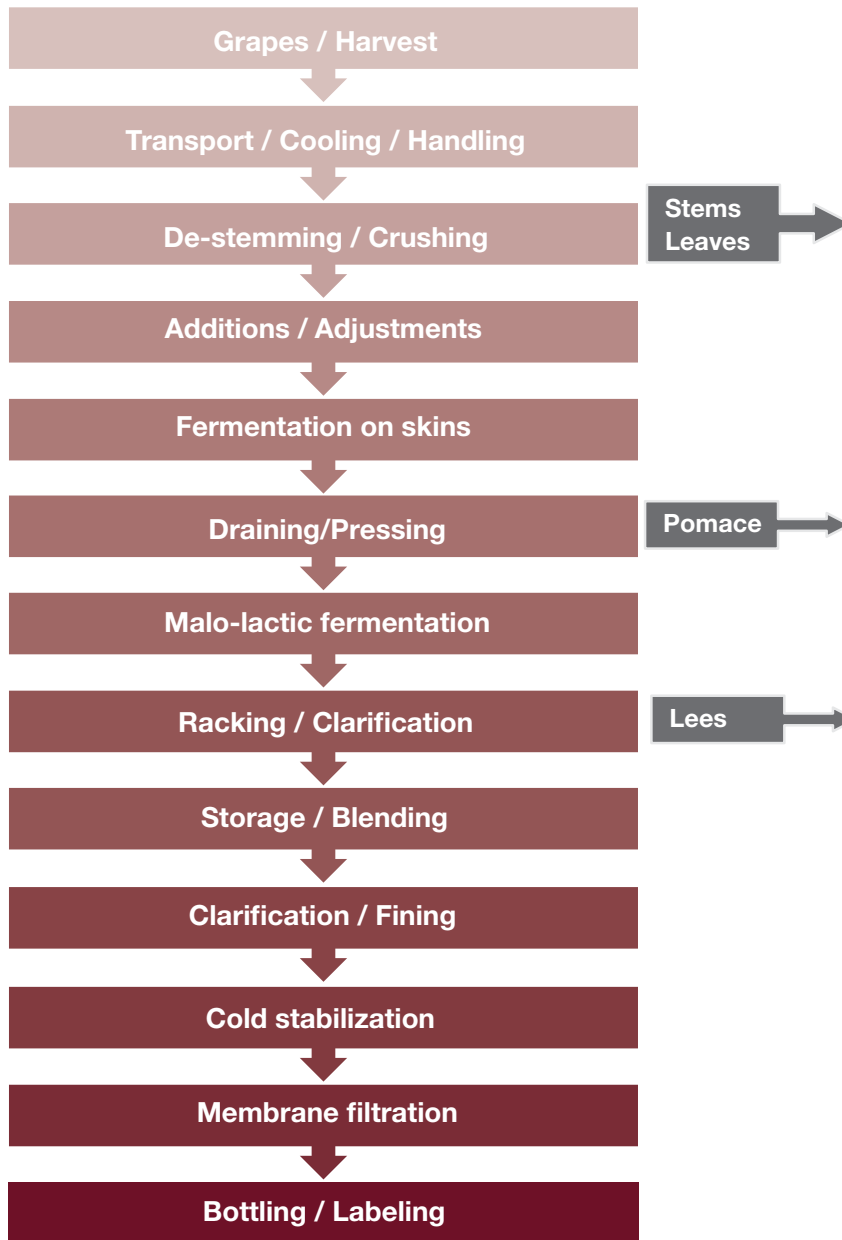 Grapes / Harvest
Transport / Cooling / Handling
De-stemming / Crushing
Stems
Leaves
Additions / Adjustments
Fermentation on skins
Draining/Pressing
Pomace
Malo-lactic fermentation
Racking / Clarification
Lees
Storage / Blending
Clarification / Fining
Cold stabilization
Membrane filtration
Bottling / Labeling